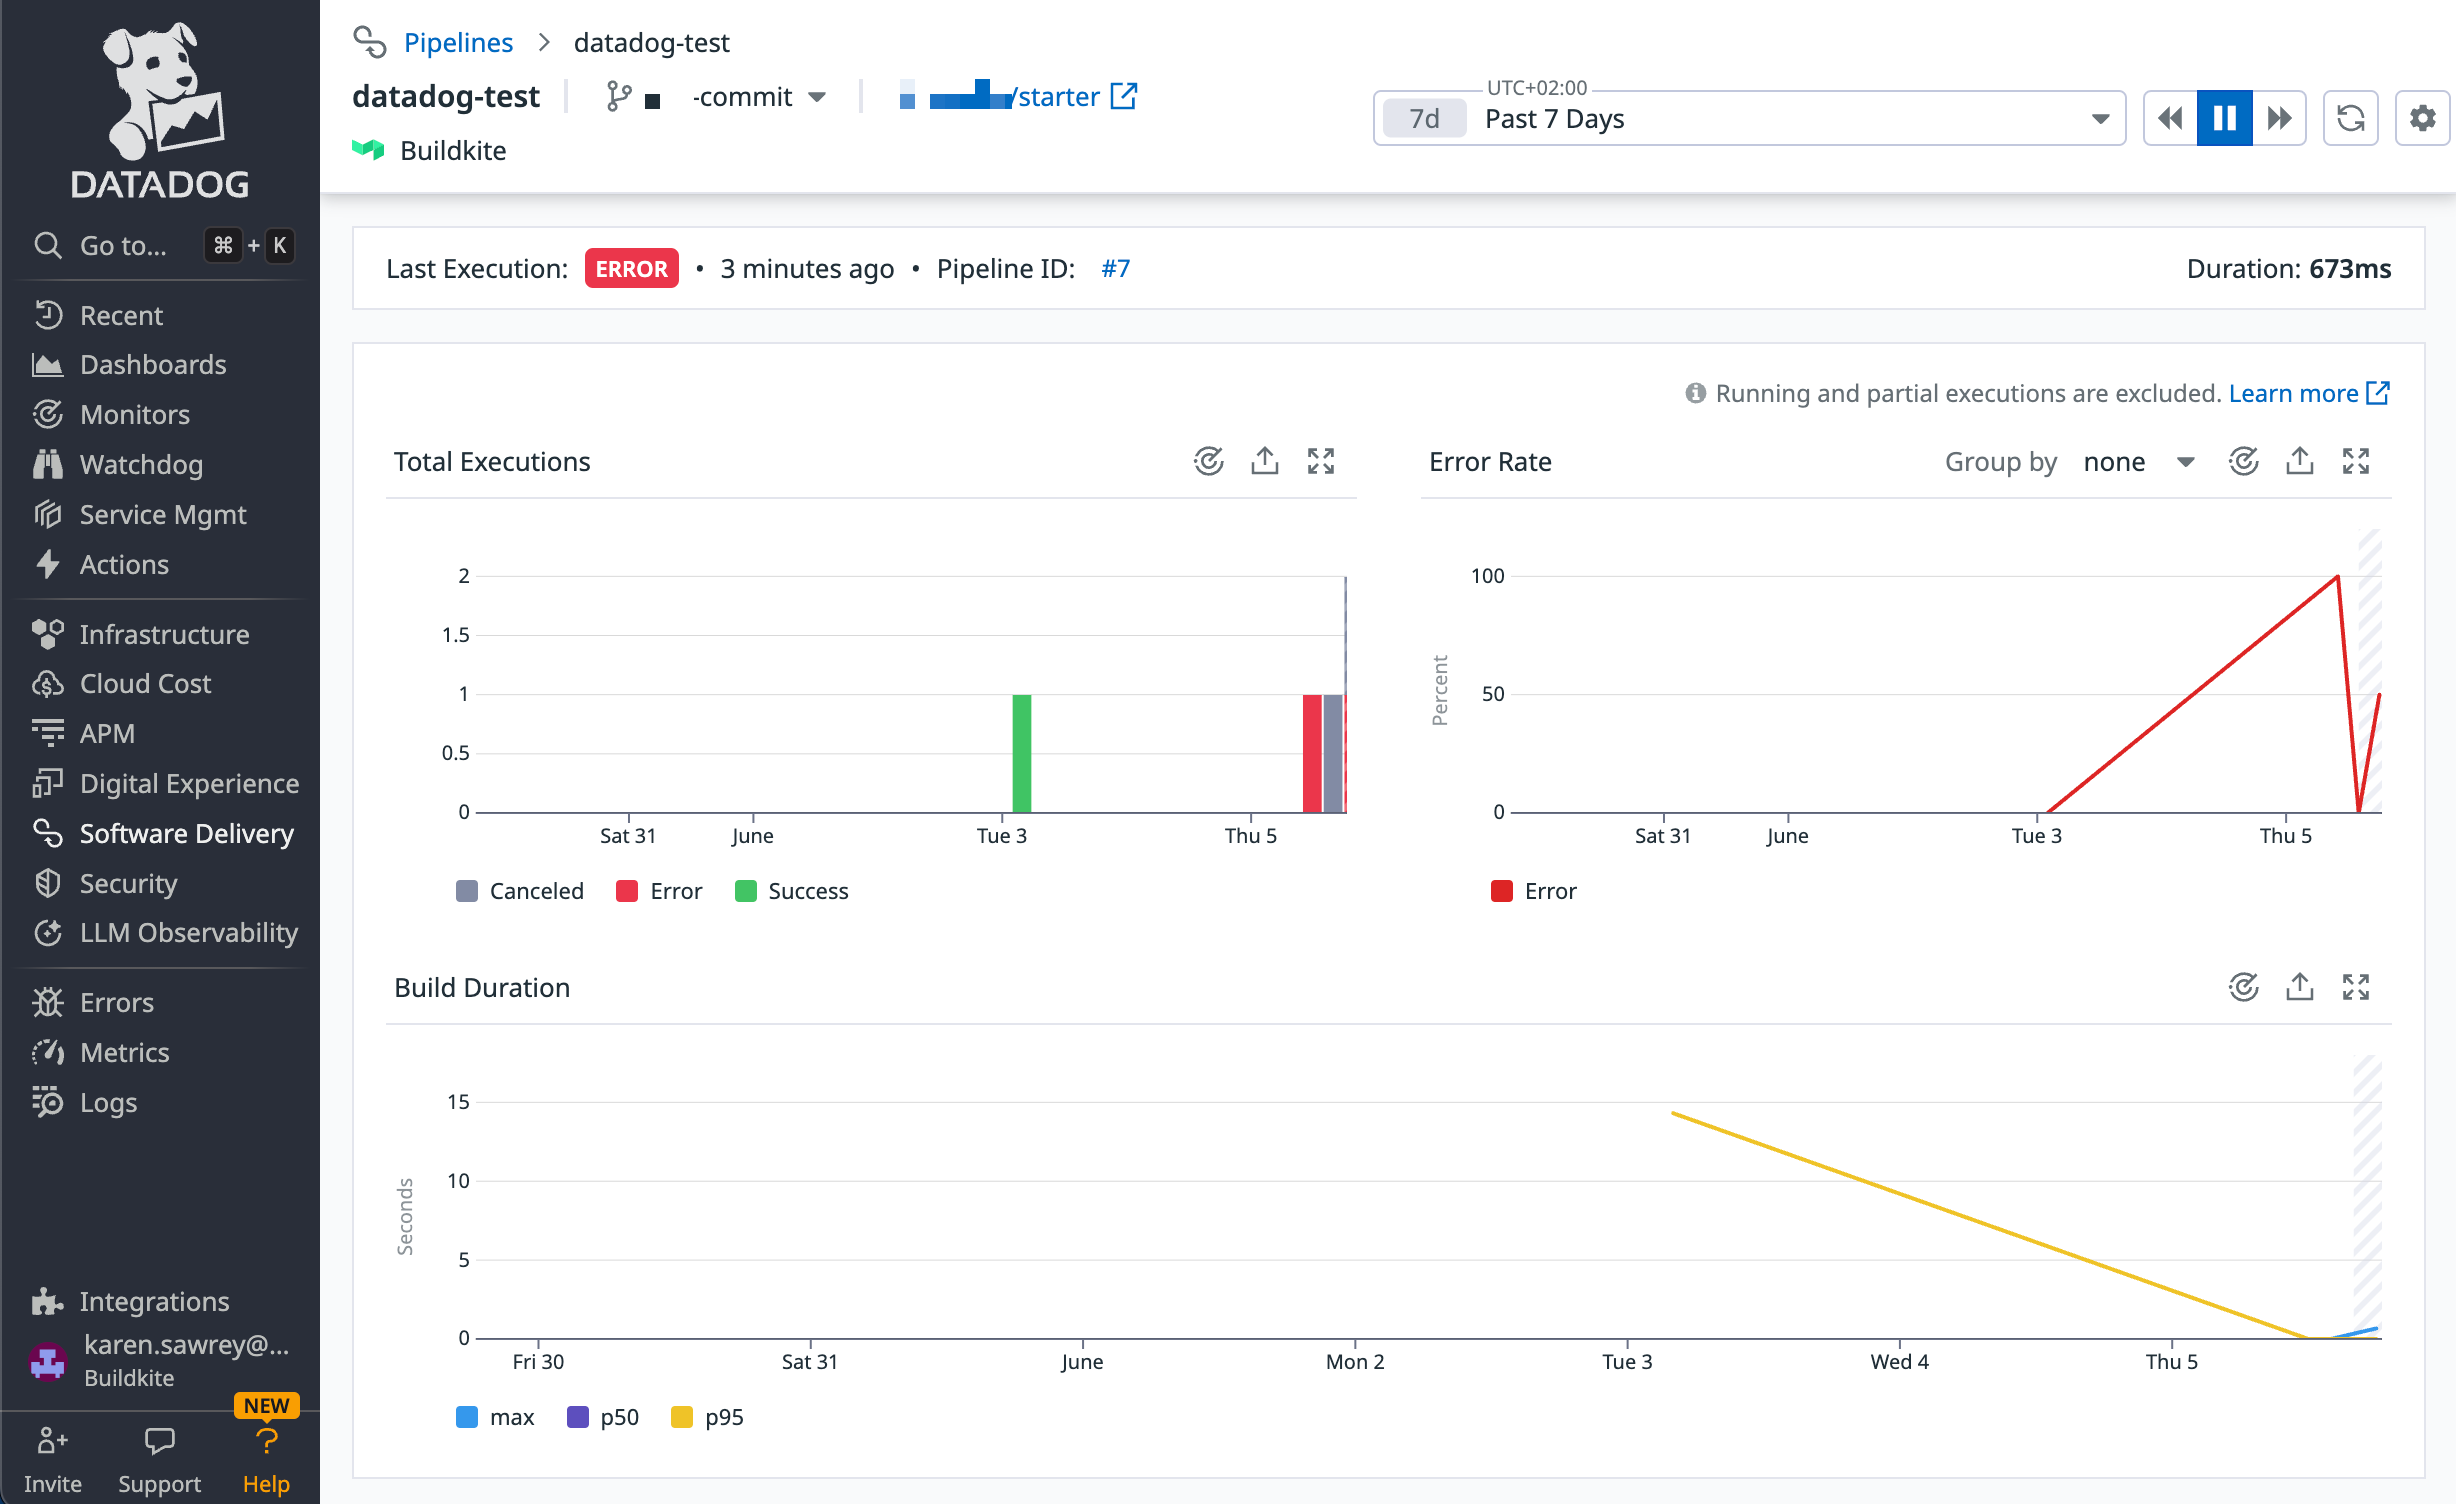 DATADOG
Go to... ⌘ + K
Recent
Dashboards
Monitors
Watchdog
Service Mgmt
Actions
Infrastructure
Cloud Cost
APM
Digital Experience
Software Delivery
Security
LLM Observability
Errors
Metrics
Logs
Integrations
karen.sawrey@...
Buildkite
NEW
Invite Support Help
Pipelines > datadog-test
datadog-test -commit /starter
Buildkite
UTC+02:00
7d Past 7 Days
Last Execution: ERROR • 3 minutes ago • Pipeline ID: #7 Duration: 673ms
Running and partial executions are excluded. Learn more
Total Executions
2
1.5
1
0.5
0
Sat 31 June Tue 3 Thu 5
Canceled Error Success
Error Rate Group by none
Percent
100
50
0
Sat 31 June Tue 3 Thu 5
Error
Build Duration
Seconds
15
10
5
0
Fri 30 Sat 31 June Mon 2 Tue 3 Wed 4 Thu 5
max p50 p95